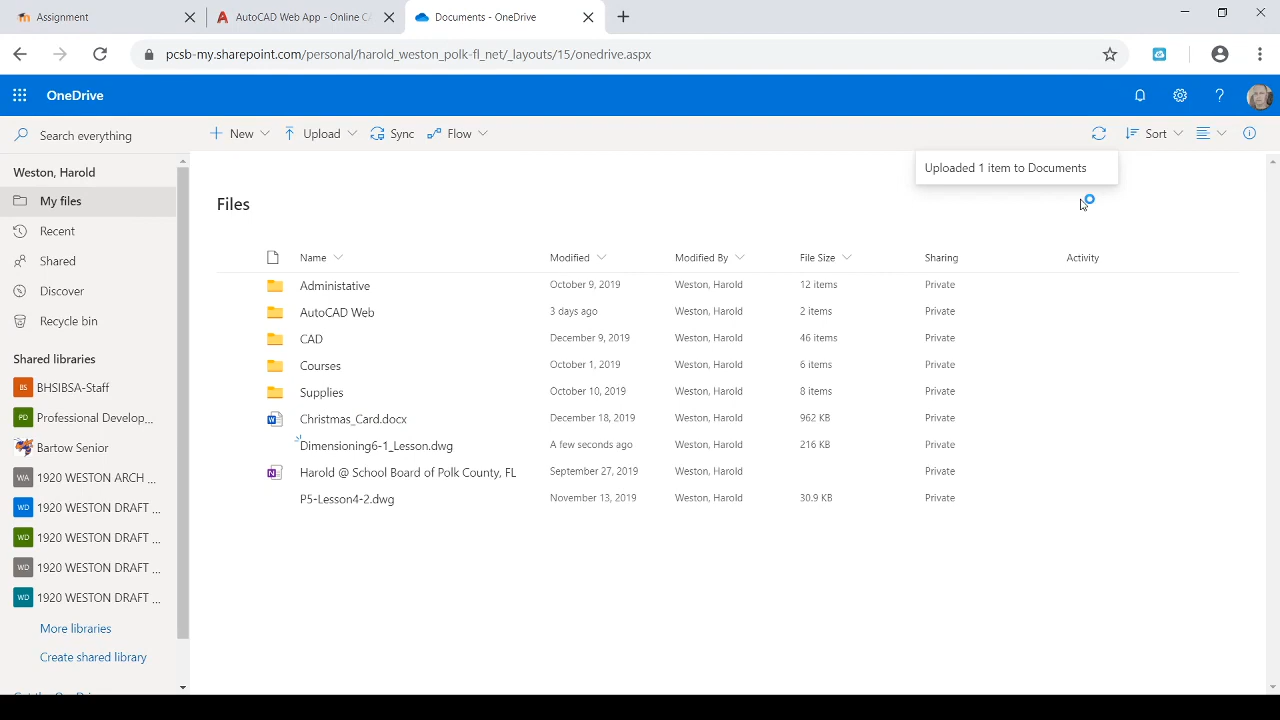 Assignment
AutoCAD Web App - Online CA
Documents - OneDrive
pcsb-my.sharepoint.com/personal/harold_weston_polk-fl_net/_layouts/15/onedrive.aspx
OneDrive
Search everything
New
Upload
Sync
Flow
Sort
Uploaded 1 item to Documents
Weston, Harold
My files
Recent
Shared
Discover
Recycle bin
Shared libraries
BS BHSIBSA-Staff
PD Professional Develop...
Bartow Senior
WA 1920 WESTON ARCH ...
WD 1920 WESTON DRAFT ...
WD 1920 WESTON DRAFT ...
WD 1920 WESTON DRAFT ...
WD 1920 WESTON DRAFT ...
More libraries
Create shared library
Files
Name Modified Modified By File Size Sharing Activity
Administative October 9, 2019 Weston, Harold 12 items Private
AutoCAD Web 3 days ago Weston, Harold 2 items Private
CAD December 9, 2019 Weston, Harold 46 items Private
Courses October 1, 2019 Weston, Harold 6 items Private
Supplies October 10, 2019 Weston, Harold 8 items Private
Christmas_Card.docx December 18, 2019 Weston, Harold 962 KB Private
Dimensioning6-1_Lesson.dwg A few seconds ago Weston, Harold 216 KB Private
Harold @ School Board of Polk County, FL September 27, 2019 Weston, Harold Private
P5-Lesson4-2.dwg November 13, 2019 Weston, Harold 30.9 KB Private